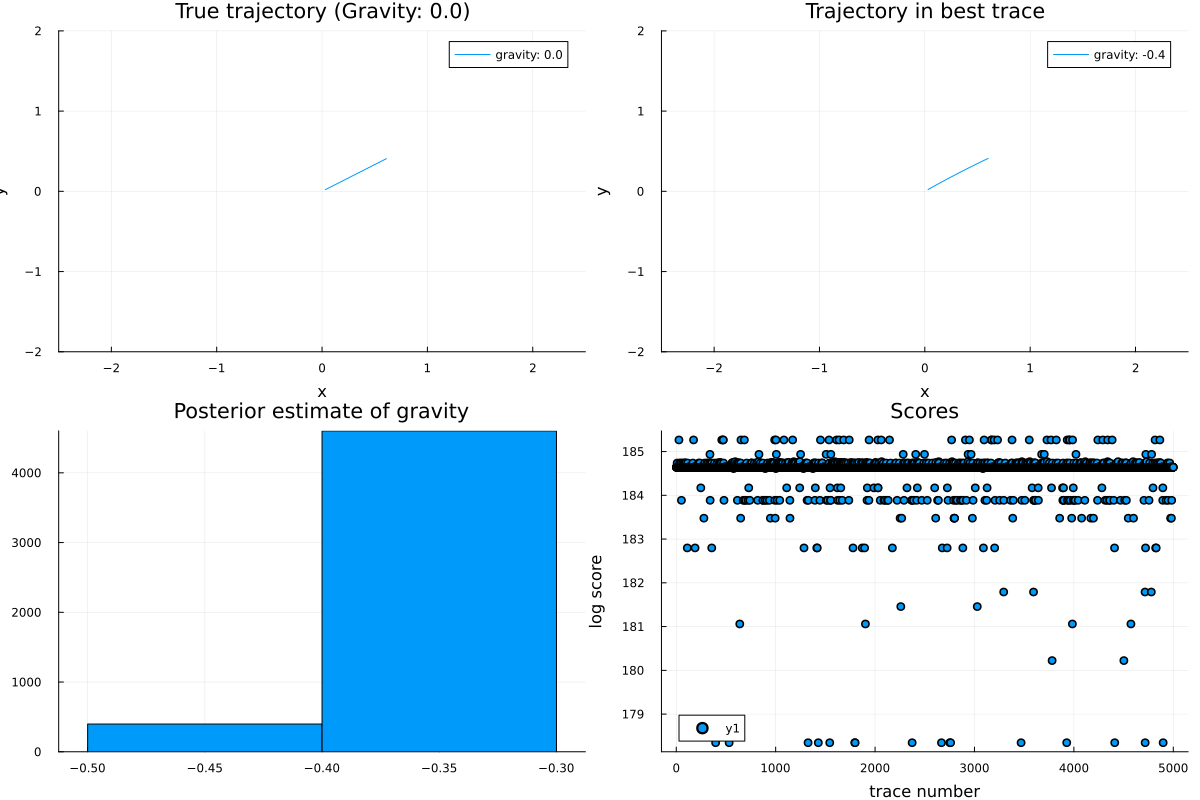 True trajectory (Gravity: 0.0)
2
1
0
−1
−2
y
gravity: 0.0
−2 −1 0 1 2
x
Trajectory in best trace
2
1
0
−1
−2
y
gravity: -0.4
−2 −1 0 1 2
x
Posterior estimate of gravity
4000
3000
2000
1000
0
−0.50 −0.45 −0.40 −0.35 −0.30
Scores
185
184
183
182
181
180
179
log score
y1
0 1000 2000 3000 4000 5000
trace number